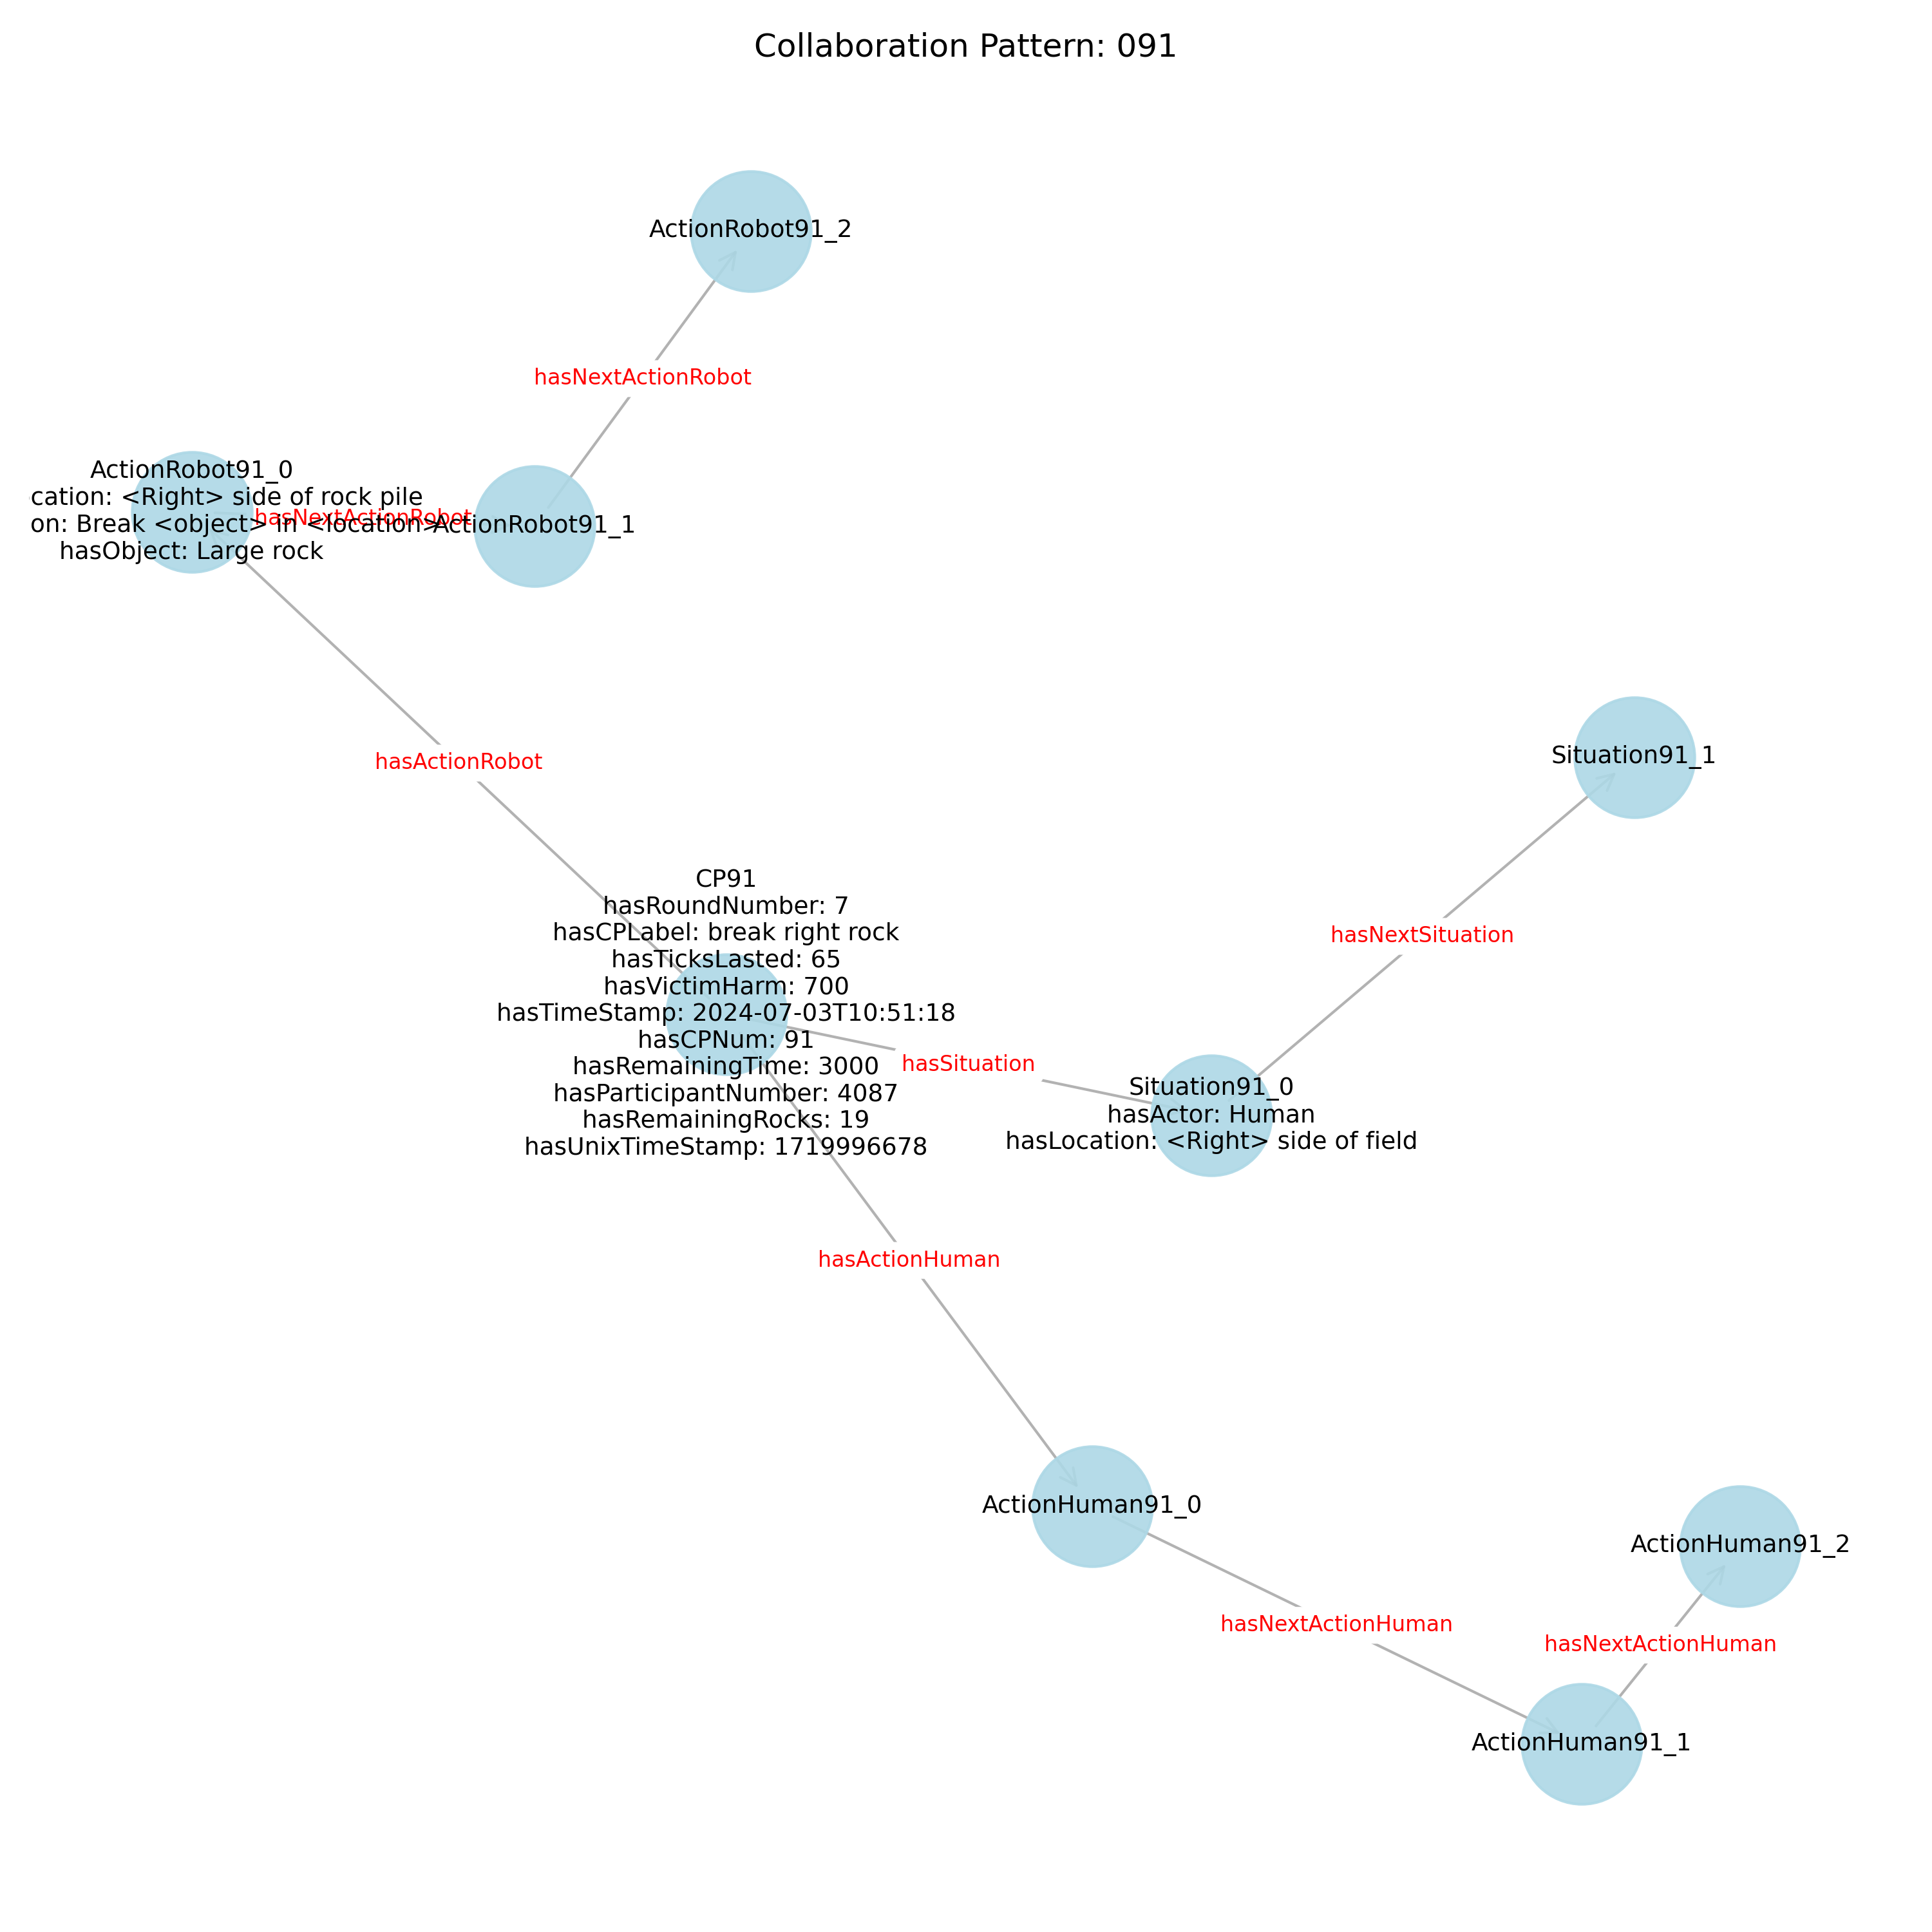 Collaboration Pattern: 091
ActionRobot91_2
hasNextActionRobot
ActionRobot91_0
cation: <Right> side of rock pile
on: Break <object> in <location>
hasObject: Large rock
hasNextActionRobot
ActionRobot91_1
hasActionRobot
Situation91_1
hasNextSituation
CP91
hasRoundNumber: 7
hasCPLabel: break right rock
hasTicksLasted: 65
hasVictimHarm: 700
hasTimeStamp: 2024-07-03T10:51:18
hasCPNum: 91
hasRemainingTime: 3000
hasParticipantNumber: 4087
hasRemainingRocks: 19
hasUnixTimeStamp: 1719996678
hasSituation
Situation91_0
hasActor: Human
hasLocation: <Right> side of field
hasActionHuman
ActionHuman91_0
ActionHuman91_2
hasNextActionHuman
hasNextActionHuman
ActionHuman91_1